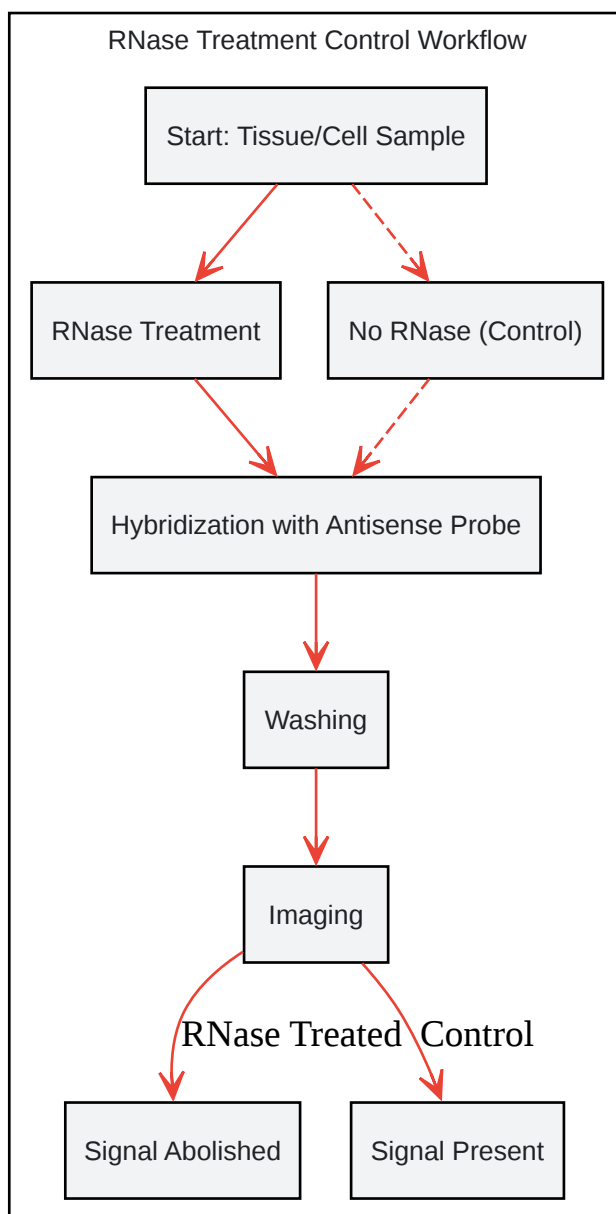 RNase Treatment Control Workflow
Start: Tissue/Cell Sample
RNase Treatment
No RNase (Control)
Hybridization with Antisense Probe
Washing
Imaging
RNase Treated
Control
Signal Abolished
Signal Present